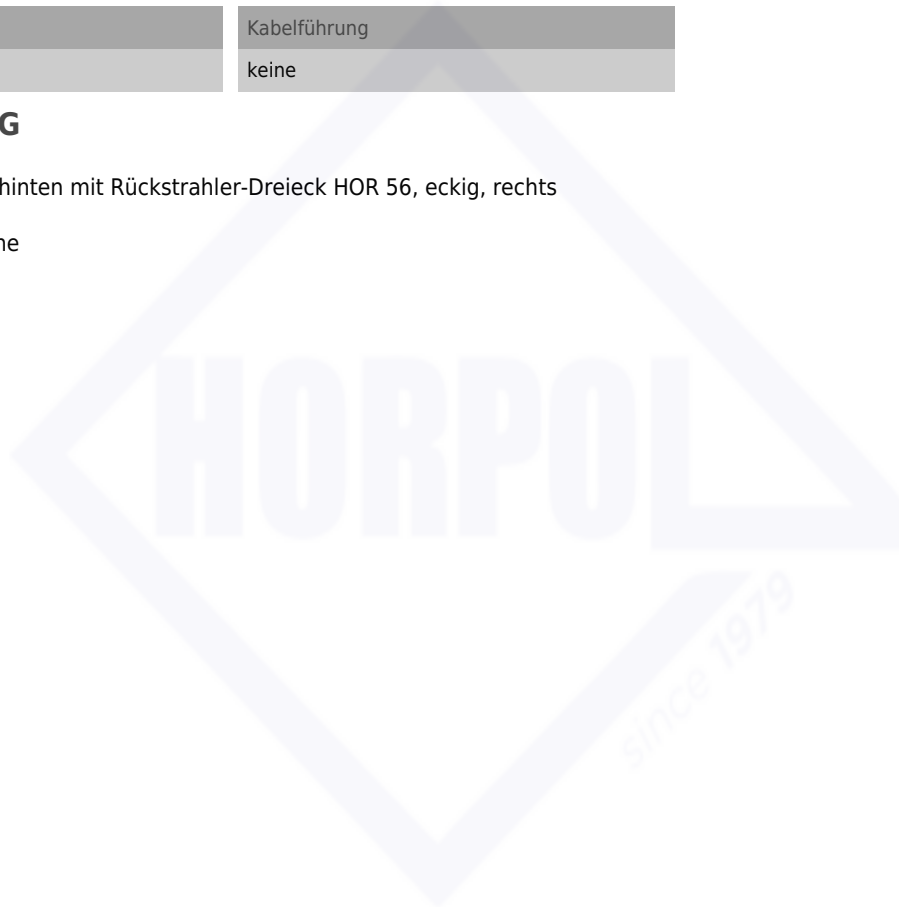 Kabelführung
keine
G
hinten mit Rückstrahler-Dreieck HOR 56, eckig, rechts
ne
HORPOL
since 1979